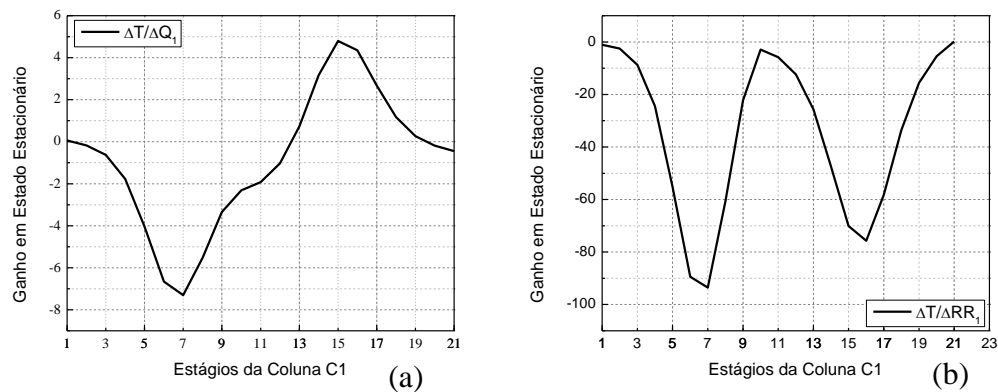 6
4
2
0
-2
-4
-6
-8
Ganho em Estado Estacionário
ΔT/ΔQ1
1 3 5 7 9 11 13 15 17 19 21
Estágios da Coluna C1
(a)
0
-20
-40
-60
-80
-100
Ganho em Estado Estacionário
ΔT/ΔRR1
1 3 5 7 9 11 13 15 17 19 21 23
Estágios da Coluna C1
(b)